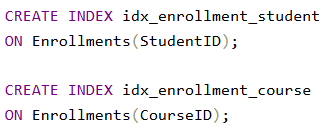 CREATE INDEX idx_enrollment_student
ON Enrollments(StudentID);
CREATE INDEX idx_enrollment_course
ON Enrollments(CourseID);